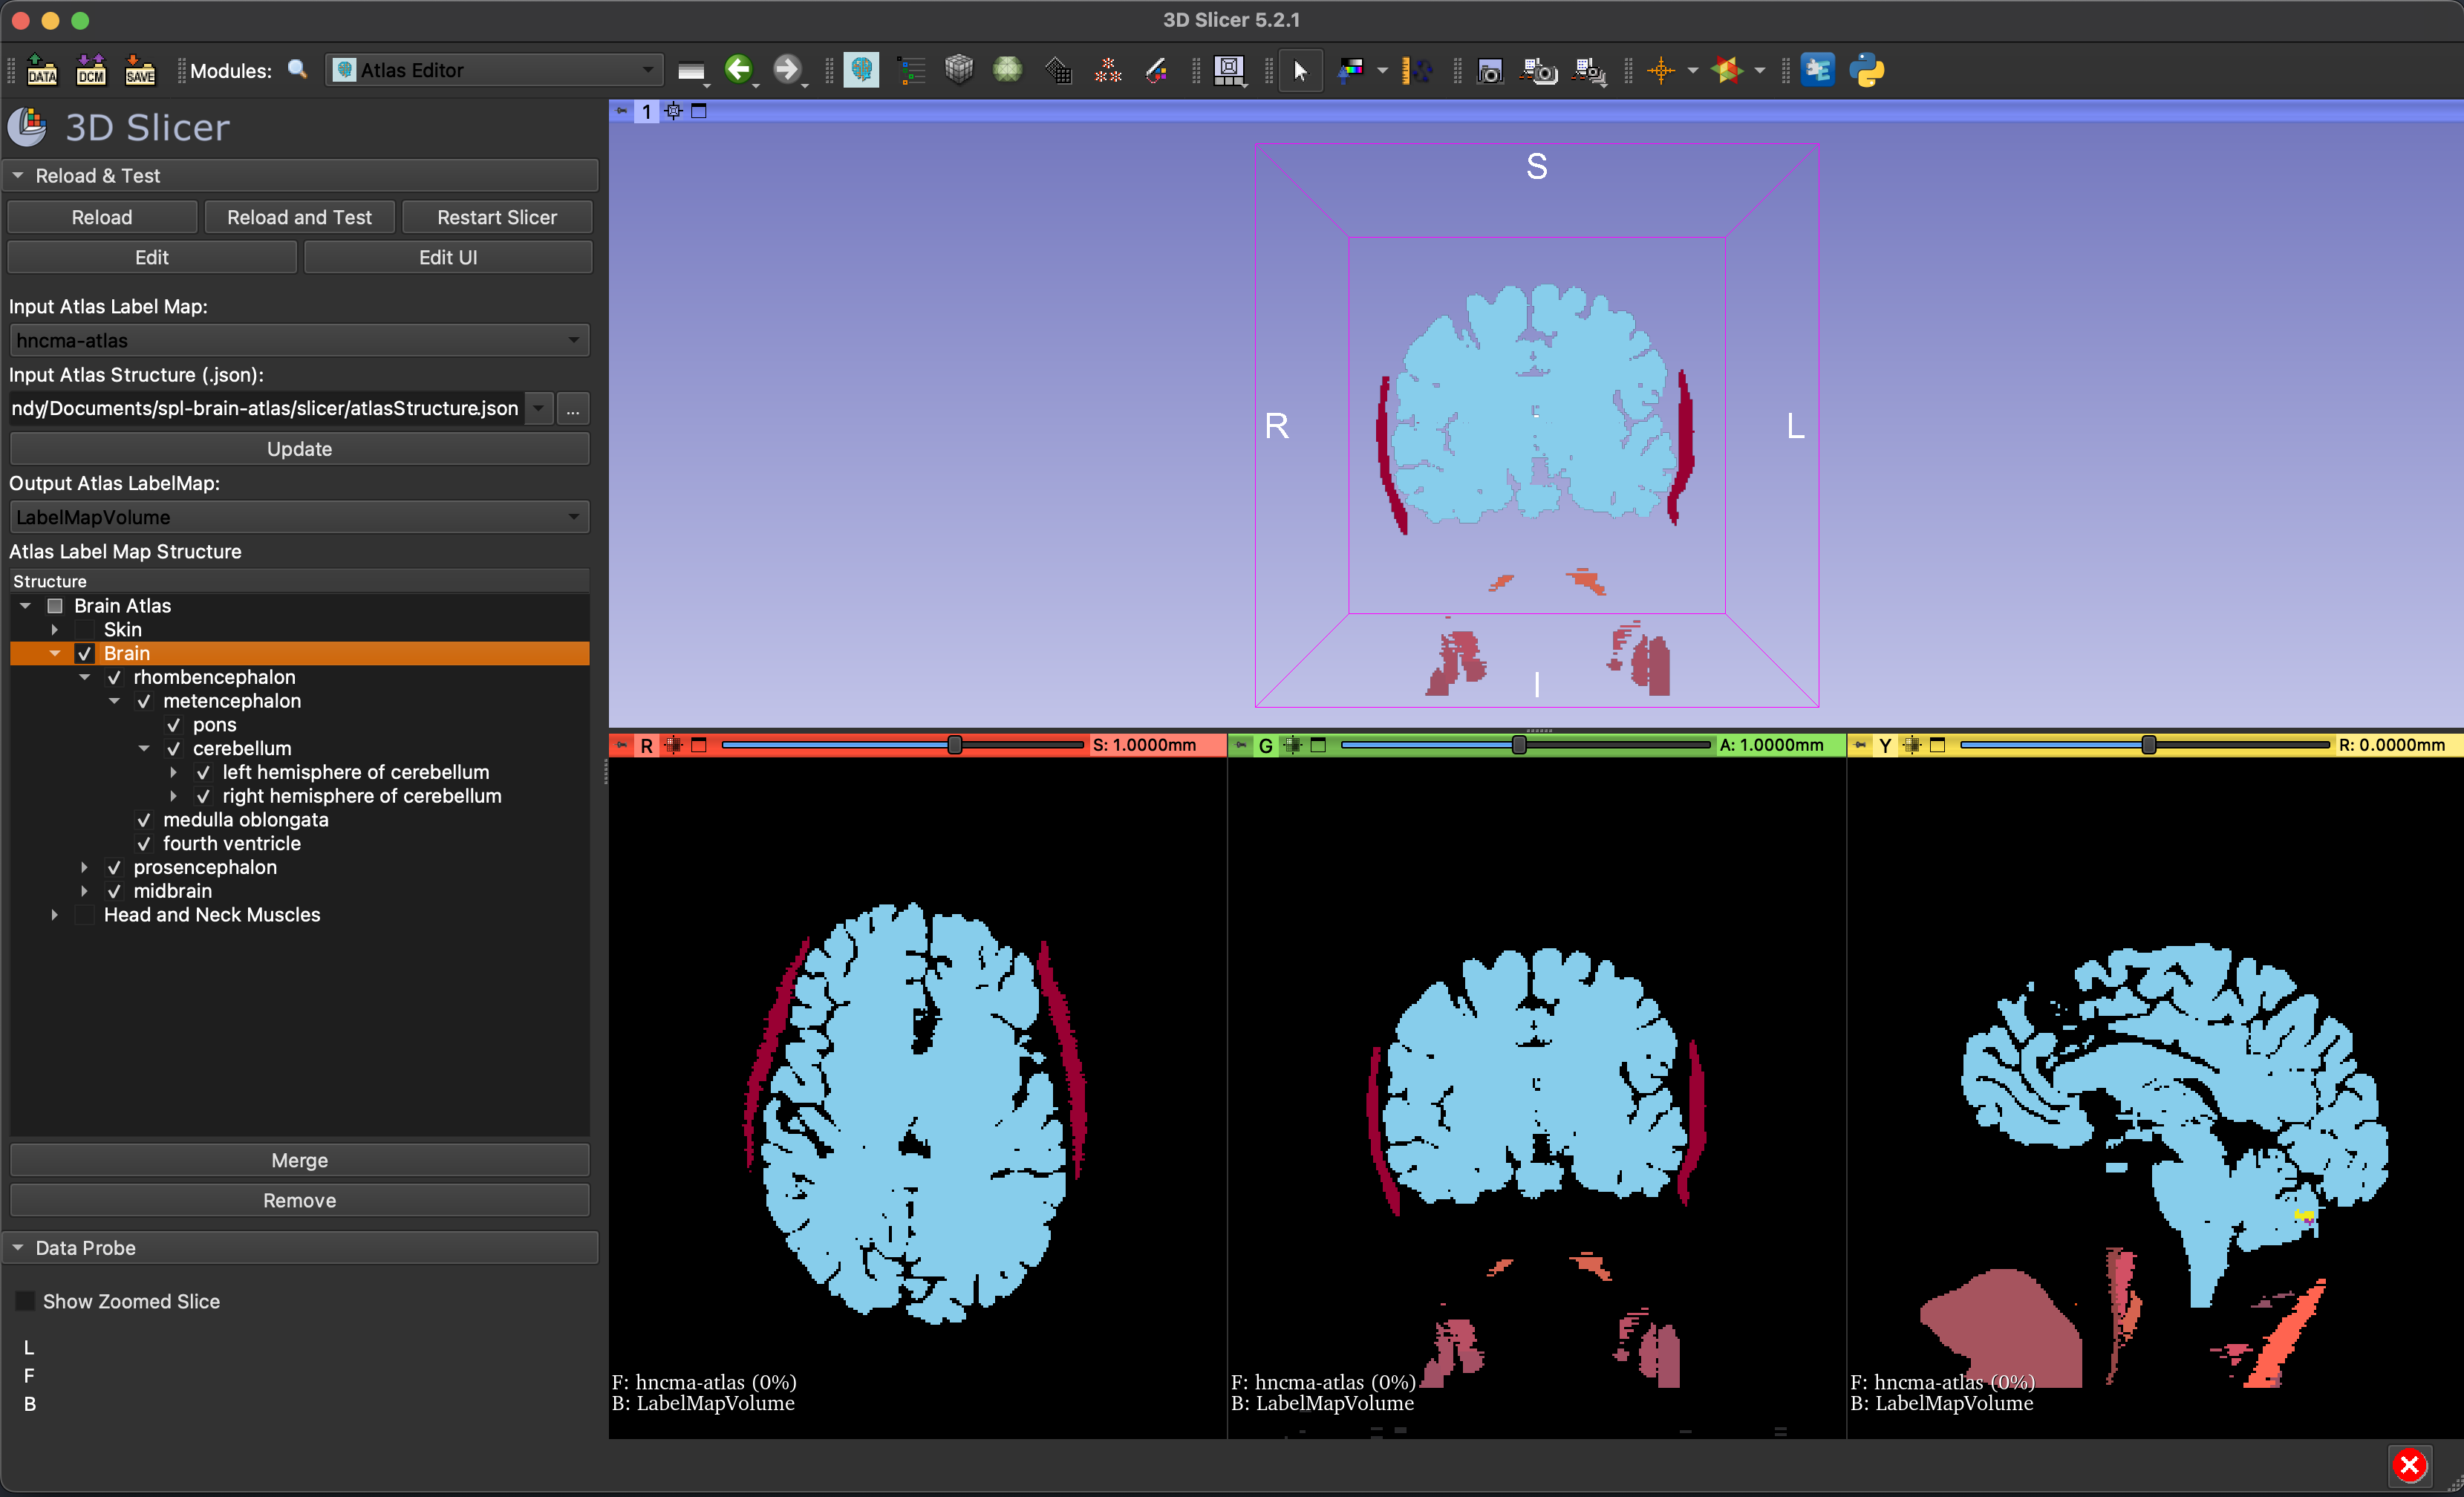 3D Slicer 5.2.1
DATA
DCM
SAVE
Modules:
Atlas Editor
3D Slicer
Reload & Test
Reload
Reload and Test
Restart Slicer
Edit
Edit UI
Input Atlas Label Map:
hncma-atlas
Input Atlas Structure (.json):
ndy/Documents/spl-brain-atlas/slicer/atlasStructure.json
...
Update
Output Atlas LabelMap:
LabelMapVolume
Atlas Label Map Structure
Structure
Brain Atlas
Skin
Brain
rhombencephalon
metencephalon
pons
cerebellum
left hemisphere of cerebellum
right hemisphere of cerebellum
medulla oblongata
fourth ventricle
prosencephalon
midbrain
Head and Neck Muscles
Merge
Remove
Data Probe
Show Zoomed Slice
L
F
B
1
S
R
L
I
R
S: 1.0000mm
F: hncma-atlas (0%)
B: LabelMapVolume
G
A: 1.0000mm
F: hncma-atlas (0%)
B: LabelMapVolume
Y
R: 0.0000mm
F: hncma-atlas (0%)
B: LabelMapVolume